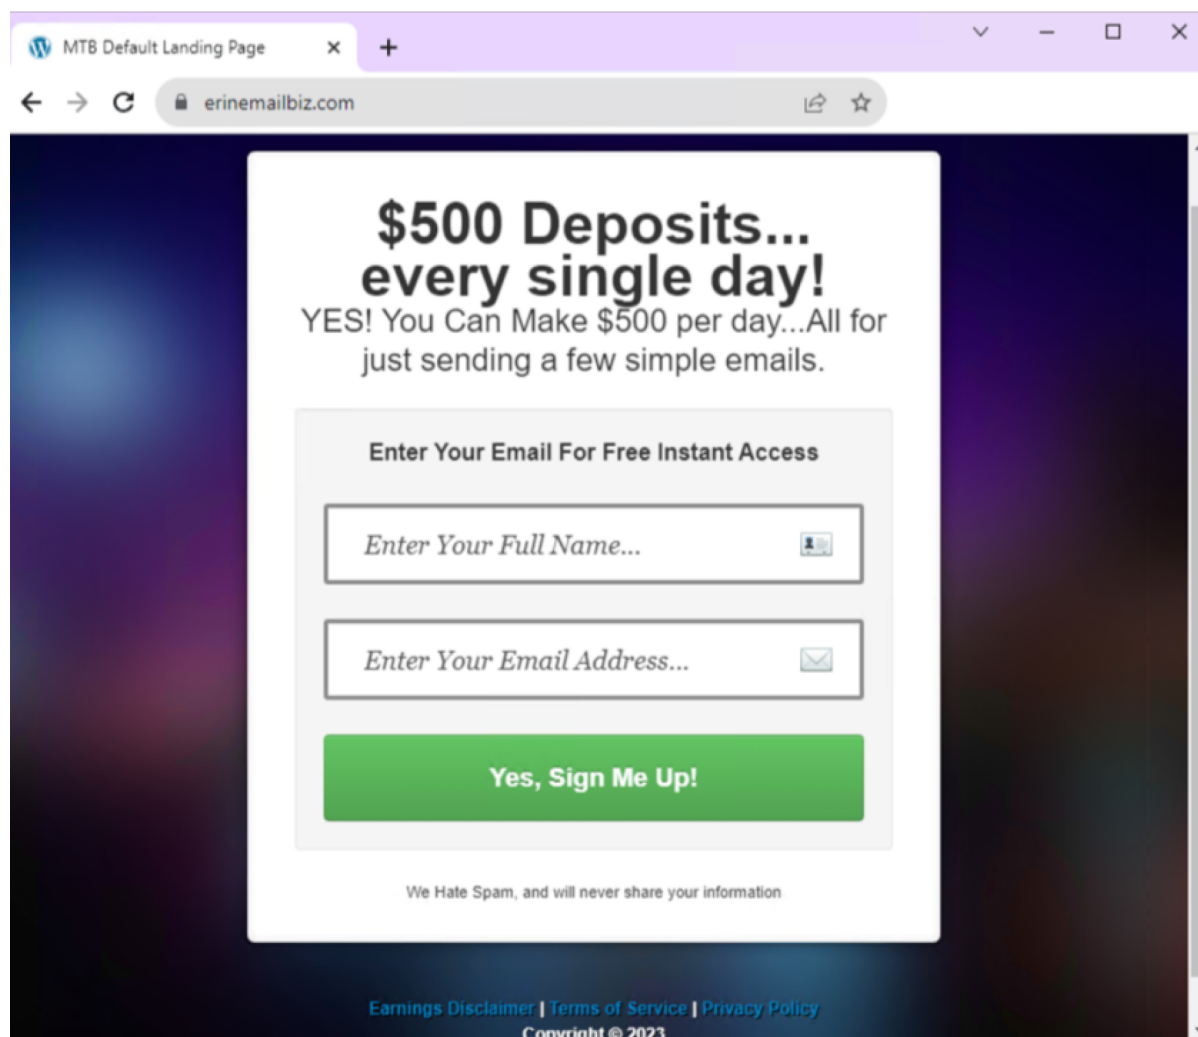 MTB Default Landing Page
erinemailbiz.com
$500 Deposits...
every single day!
YES! You Can Make $500 per day...All for
just sending a few simple emails.
Enter Your Email For Free Instant Access
Enter Your Full Name...
Enter Your Email Address...
Yes, Sign Me Up!
We Hate Spam, and will never share your information
Earnings Disclaimer | Terms of Service | Privacy Policy
Copyright © 2023